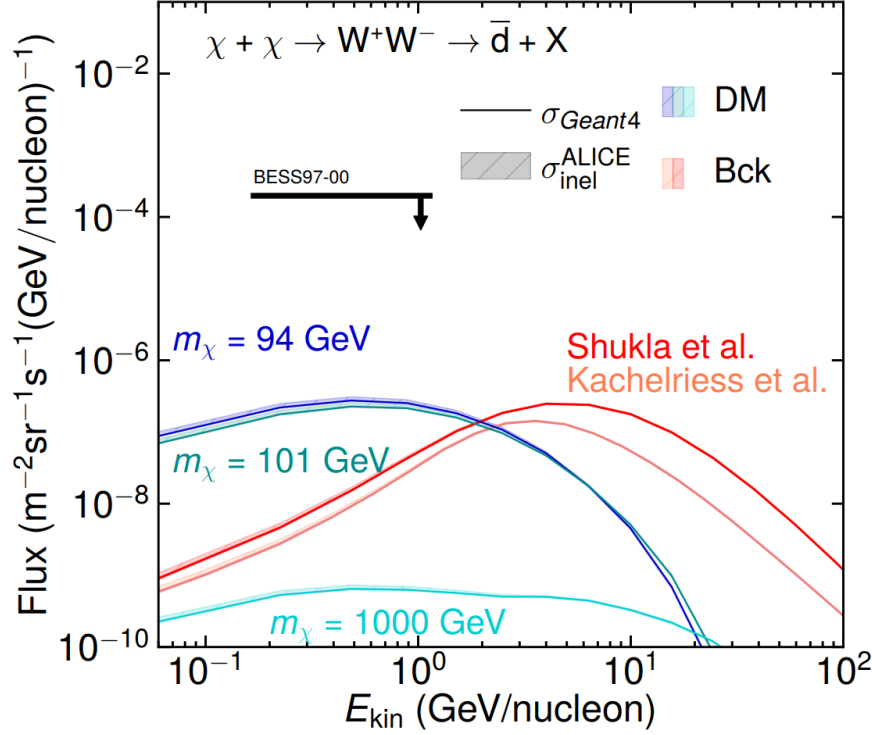 χ + χ → W⁺W⁻ → d̅ + X
σ_Geant4
σ_inel^ALICE
DM
Bck
BESS97-00
m_χ = 94 GeV
m_χ = 101 GeV
m_χ = 1000 GeV
Shukla et al.
Kachelriess et al.
Flux (m⁻²sr⁻¹s⁻¹(GeV/nucleon)⁻¹)
10⁻²
10⁻⁴
10⁻⁶
10⁻⁸
10⁻¹⁰
10⁻¹ 10⁰ 10¹ 10²
E_kin (GeV/nucleon)